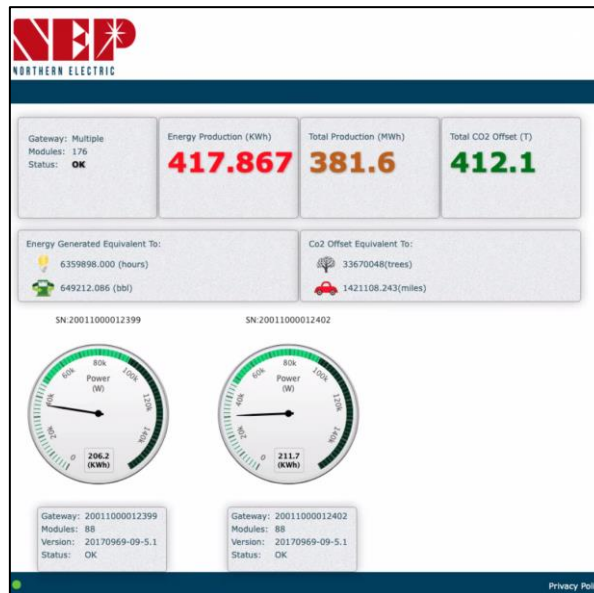 NEP
NORTHERN ELECTRIC
Gateway: Multiple
Modules: 176
Status: OK
Energy Production (KWh)
417.867
Total Production (MWh)
381.6
Total CO2 Offset (T)
412.1
Energy Generated Equivalent To:
6359898.000 (hours)
649212.086 (bbl)
Co2 Offset Equivalent To:
33670048(trees)
1421108.243(miles)
SN:20011000012399
0
20k
40k
60k
80k
100k
120k
140k
Power
(W)
206.2
(KWh)
SN:20011000012402
0
20k
40k
60k
80k
100k
120k
140k
Power
(W)
211.7
(KWh)
Gateway: 20011000012399
Modules: 88
Version: 20170969-09-5.1
Status: OK
Gateway: 20011000012402
Modules: 88
Version: 20170969-09-5.1
Status: OK
Privacy Poli